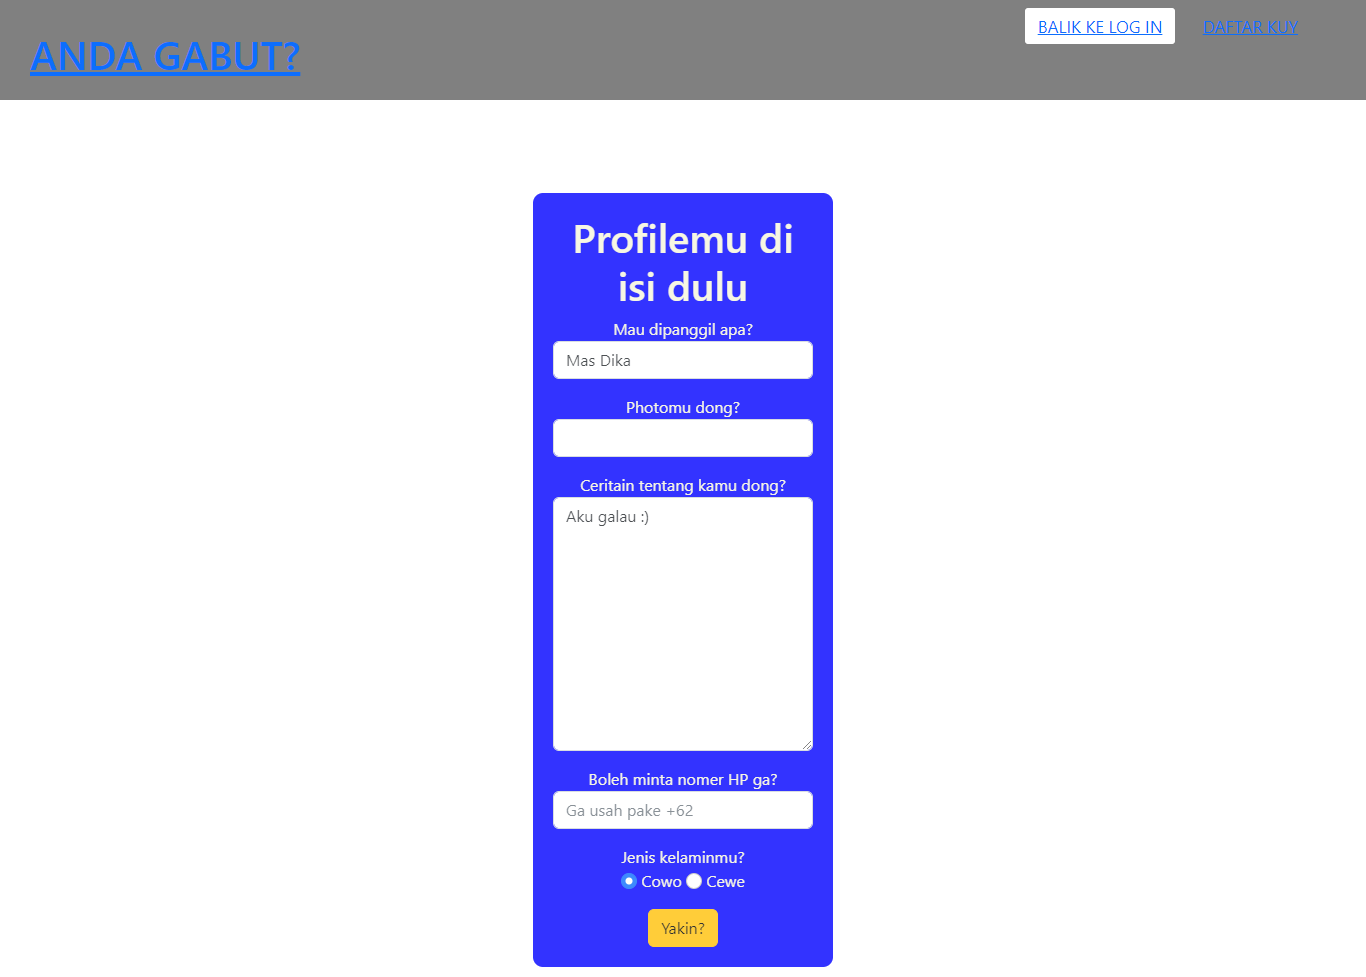 ANDA GABUT?
BALIK KE LOG IN
DAFTAR KUY
Profilemu di
isi dulu
Mau dipanggil apa?
Mas Dika
Photomu dong?
Ceritain tentang kamu dong?
Aku galau :)
Boleh minta nomer HP ga?
Ga usah pake +62
Jenis kelaminmu?
Cowo Cewe
Yakin?